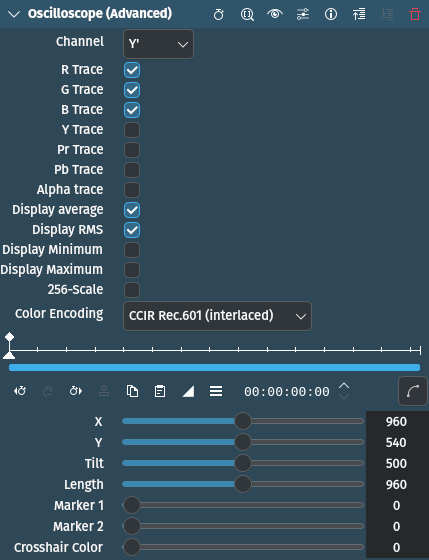 Oscilloscope (Advanced)
Channel Y'
R Trace
G Trace
B Trace
Y Trace
Pr Trace
Pb Trace
Alpha trace
Display average
Display RMS
Display Minimum
Display Maximum
256-Scale
Color Encoding CCIR Rec.601 (interlaced)
00:00:00:00
X 960
Y 540
Tilt 500
Length 960
Marker 1 0
Marker 2 0
Crosshair Color 0